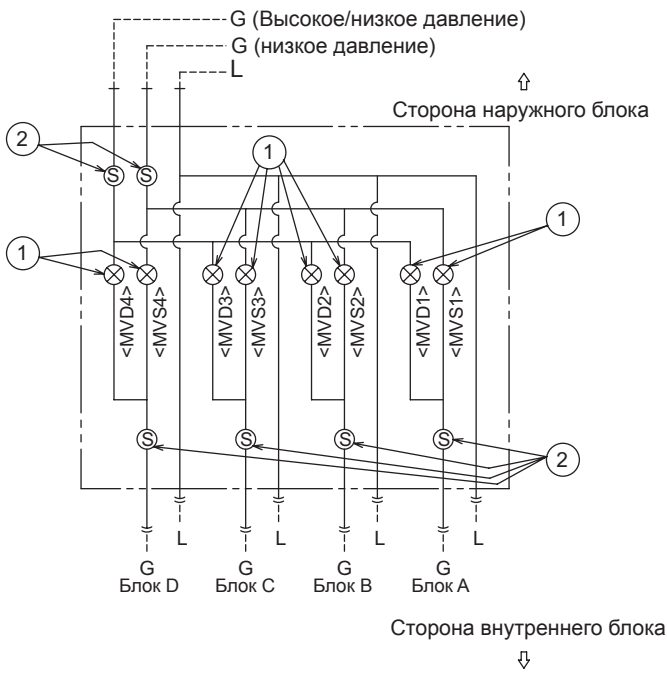 G (Высокое/низкое давление)
G (низкое давление)
L
Сторона наружного блока
2
1
S S
1
1
<MVD4> <MVS4> <MVD3> <MVS3> <MVD2> <MVS2> <MVD1> <MVS1>
S S S S
2
L L L L
G G G G
Блок D Блок C Блок B Блок A
Сторона внутреннего блока